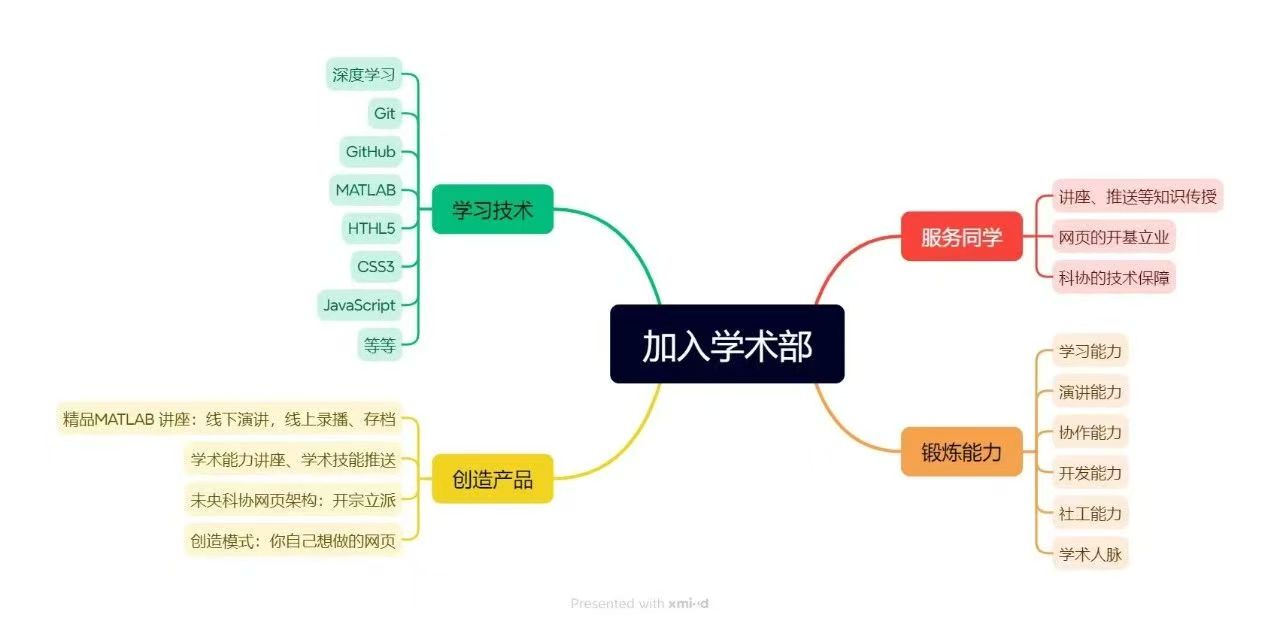 加入学术部
学习技术
深度学习
Git
GitHub
MATLAB
HTHL5
CSS3
JavaScript
等等
创造产品
精品MATLAB 讲座：线下演讲，线上录播、存档
学术能力讲座、学术技能推送
未央科协网页架构：开宗立派
创造模式：你自己想做的网页
服务同学
讲座、推送等知识传授
网页的开基立业
科协的技术保障
锻炼能力
学习能力
演讲能力
协作能力
开发能力
社工能力
学术人脉
Presented with xmind